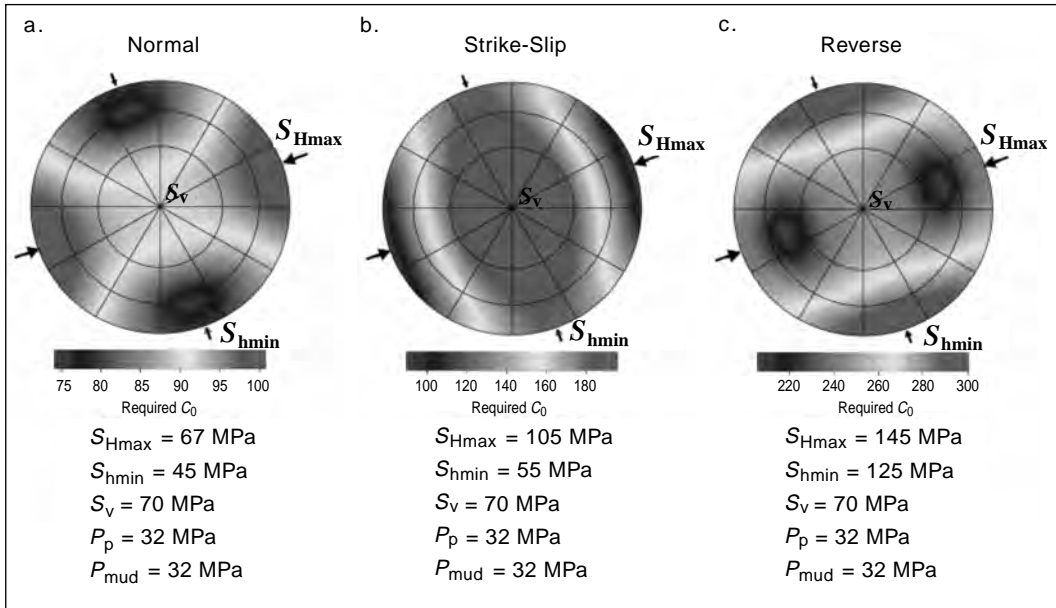 a.
Normal
S_Hmax
S_v
S_hmin
75 80 85 90 95 100
Required C_0
S_Hmax = 67 MPa
S_hmin = 45 MPa
S_v = 70 MPa
P_p = 32 MPa
P_mud = 32 MPa
b.
Strike-Slip
S_Hmax
S_v
S_hmin
100 120 140 160 180
Required C_0
S_Hmax = 105 MPa
S_hmin = 55 MPa
S_v = 70 MPa
P_p = 32 MPa
P_mud = 32 MPa
c.
Reverse
S_Hmax
S_v
S_hmin
220 240 260 280 300
Required C_0
S_Hmax = 145 MPa
S_hmin = 125 MPa
S_v = 70 MPa
P_p = 32 MPa
P_mud = 32 MPa